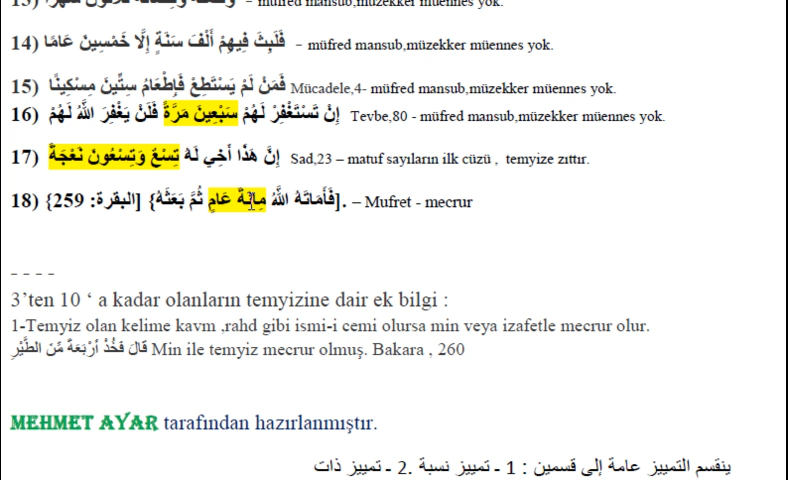 – müfred mansub,müzekker müennes yok.
14) فَلَبِثَ فِيهِمْ أَلْفَ سَنَةٍ إِلَّا خَمْسِينَ عَامًا – müfred mansub,müzekker müennes yok.
15) فَمَنْ لَمْ يَسْتَطِعْ فَإِطْعَامُ سِتِّينَ مِسْكِينًا Mücadele,4- müfred mansub,müzekker müennes yok.
16) إِنْ تَسْتَغْفِرْ لَهُمْ سَبْعِينَ مَرَّةً فَلَنْ يَغْفِرَ اللَّهُ لَهُمْ Tevbe,80 - müfred mansub,müzekker müennes yok.
17) إِنَّ هَذَا أَخِي لَهُ تِسْعٌ وَتِسْعُونَ نَعْجَةً Sad,23 – matuf sayıların ilk cüzü , temyize zıttır.
18) {فَأَمَاتَهُ اللَّهُ مِائَةَ عَامٍ ثُمَّ بَعَثَهُ} [البقرة: 259]. – Mufret - mecrur
– – – –
3’ten 10 ‘ a kadar olanların temyizine dair ek bilgi :
1-Temyiz olan kelime kavm ,rahd gibi ismi-i cemi olursa min veya izafetle mecrur olur.
قَالَ فَخُذْ أَرْبَعَةً مِّنَ الطَّيْرِ Min ile temyiz mecrur olmuş. Bakara , 260
MEHMET AYAR tarafından hazırlanmıştır.
ينقسم التمييز عامة إلى قسمين : 1 - تمييز نسبة .2 - تمييز ذات